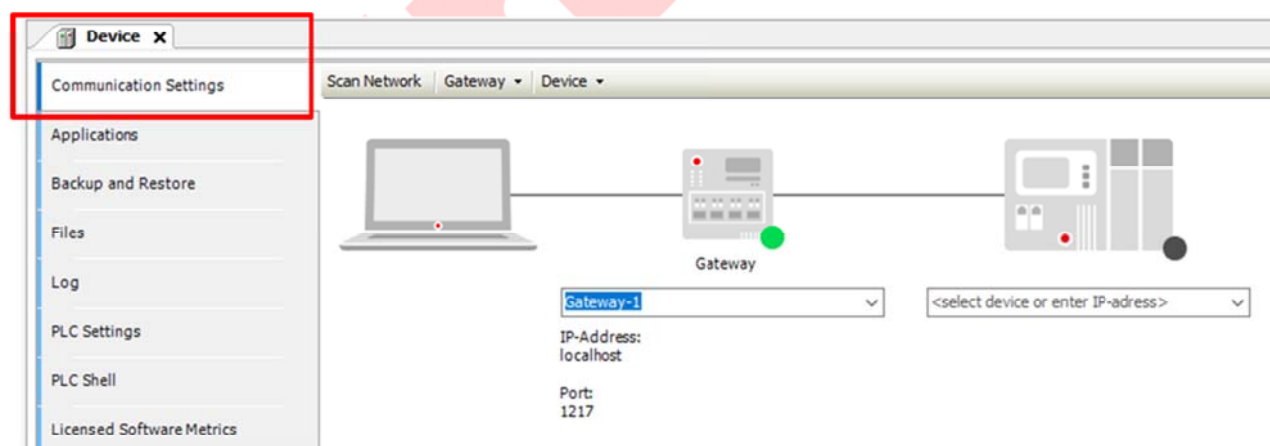 Device X
Communication Settings
Scan Network Gateway Device
Applications
Backup and Restore
Files
Log
PLC Settings
PLC Shell
Licensed Software Metrics
Gateway
Gateway-1
<select device or enter IP-adress>
IP-Address:
localhost
Port:
1217